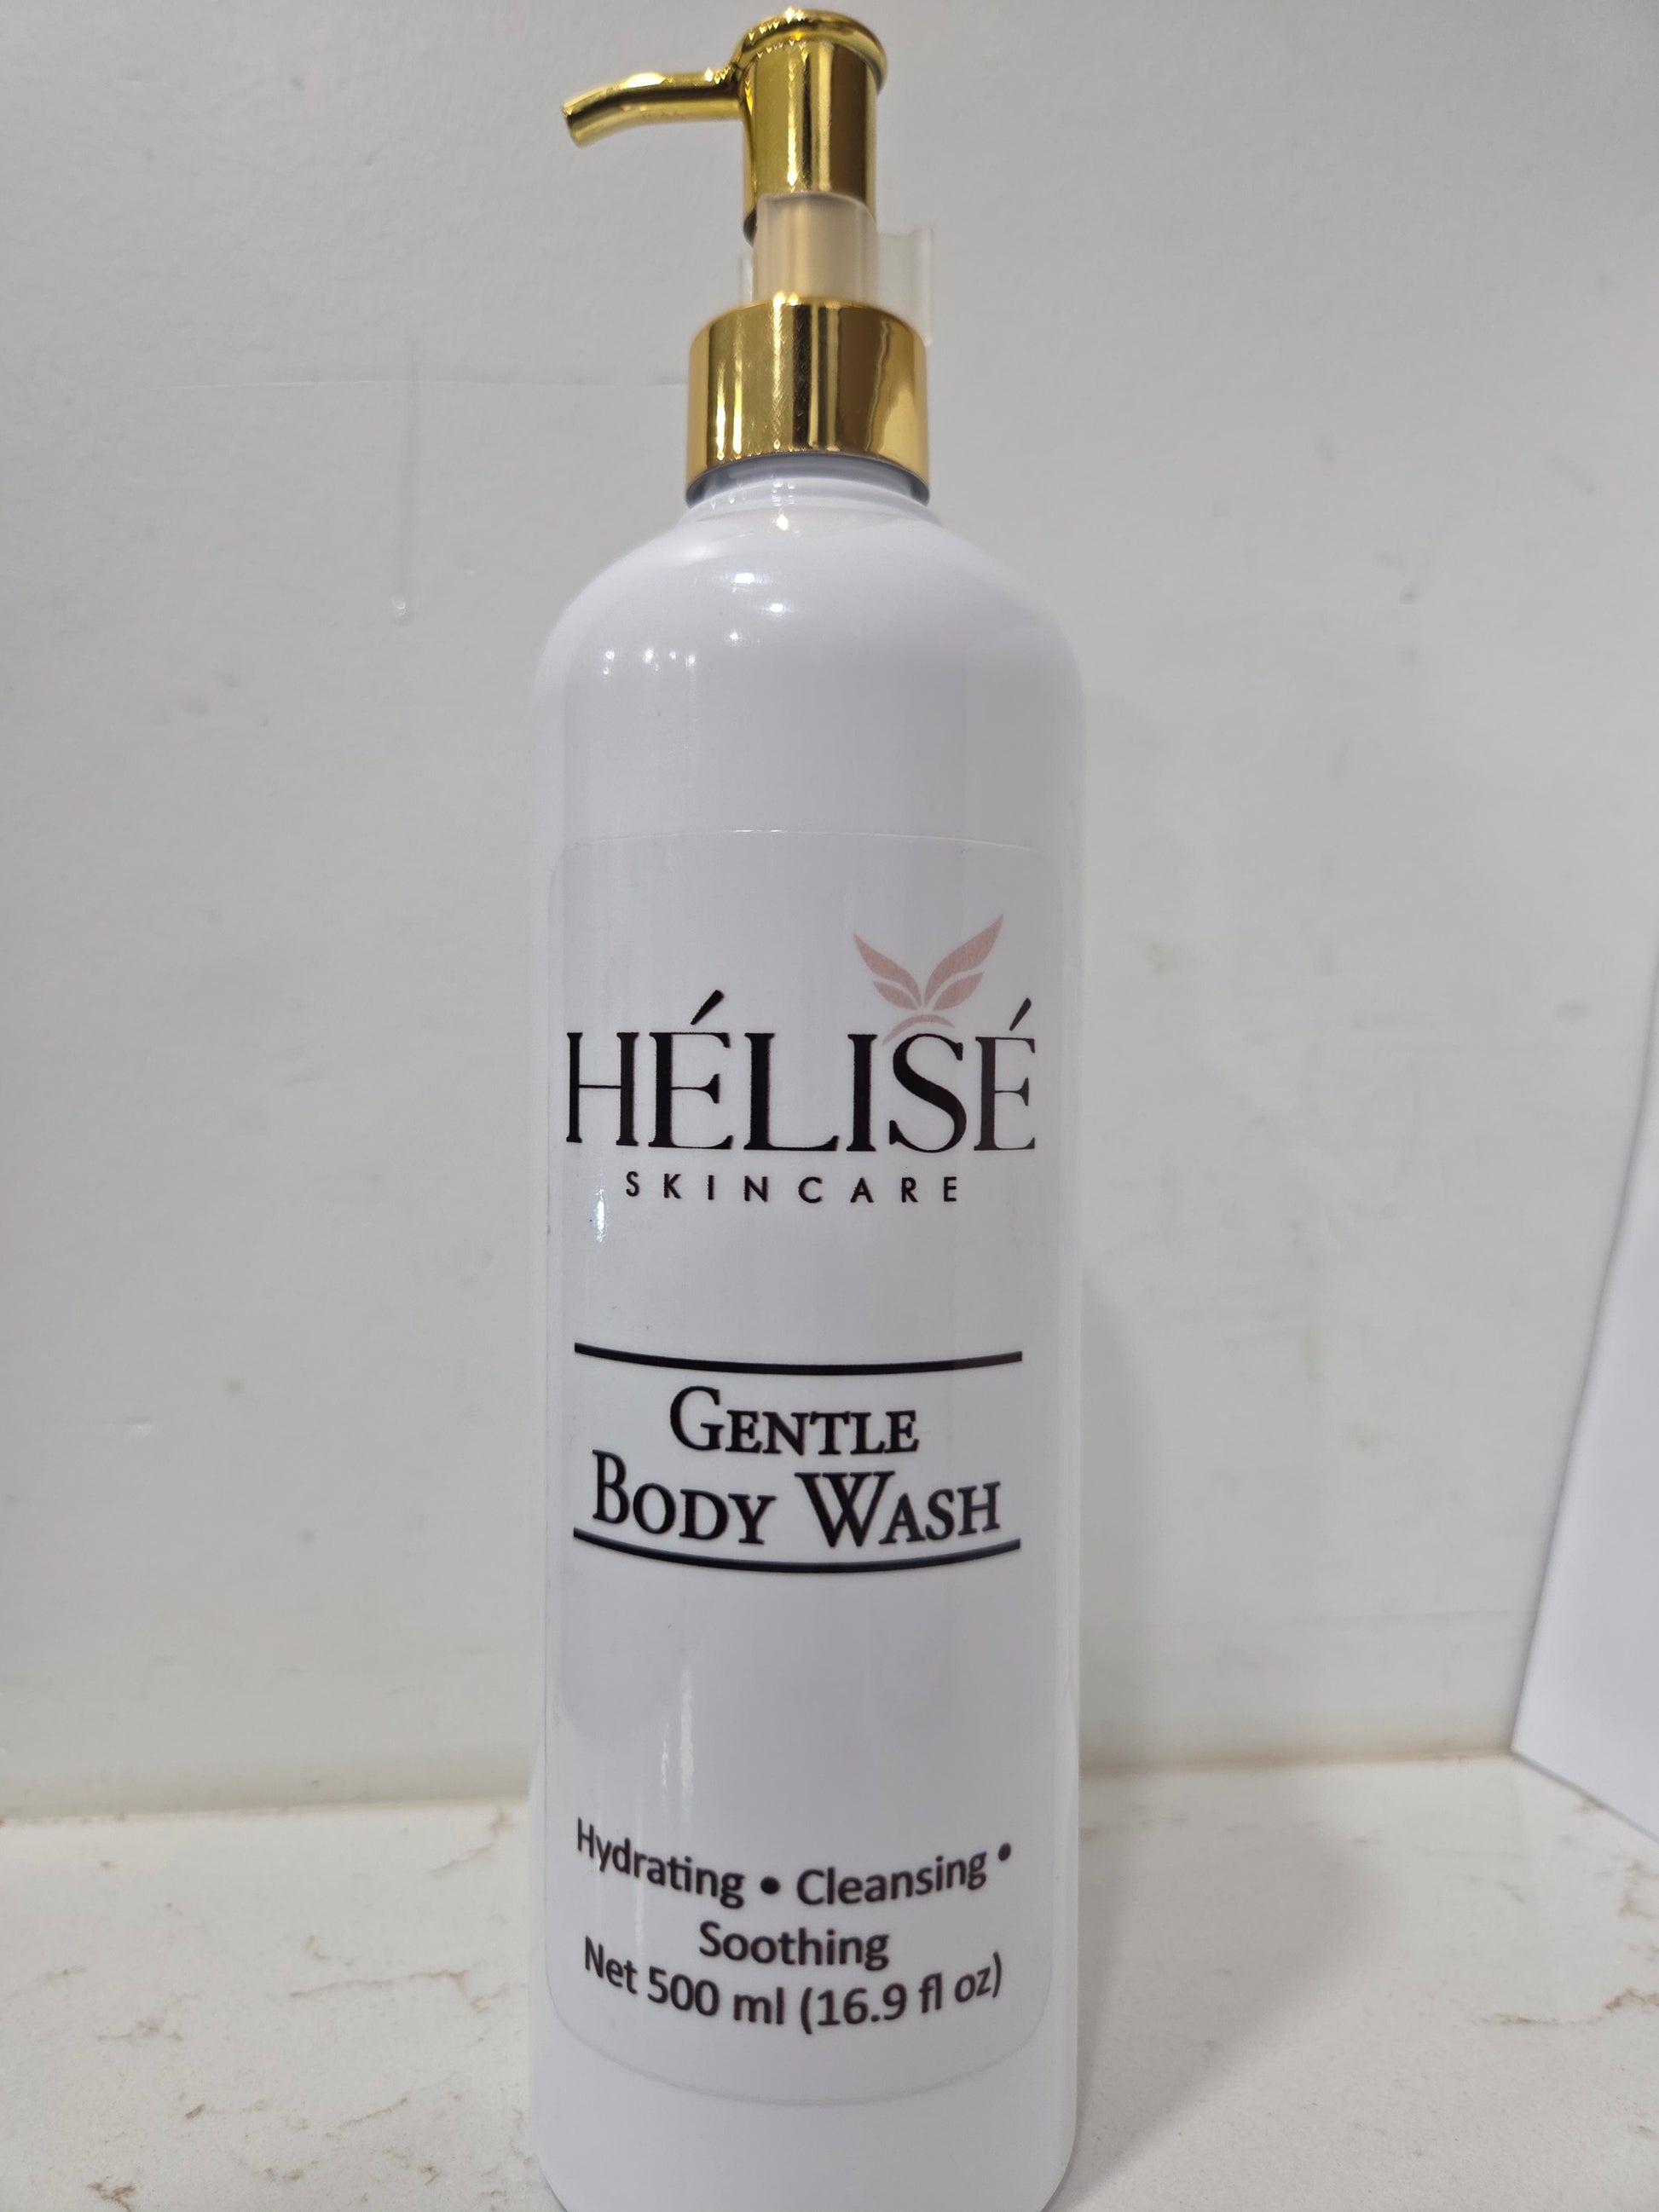 HÉLISÉ
SKINCARE
GENTLE
BODY WASH
Hydrating • Cleansing •
Soothing
Net 500 ml (16.9 fl oz)